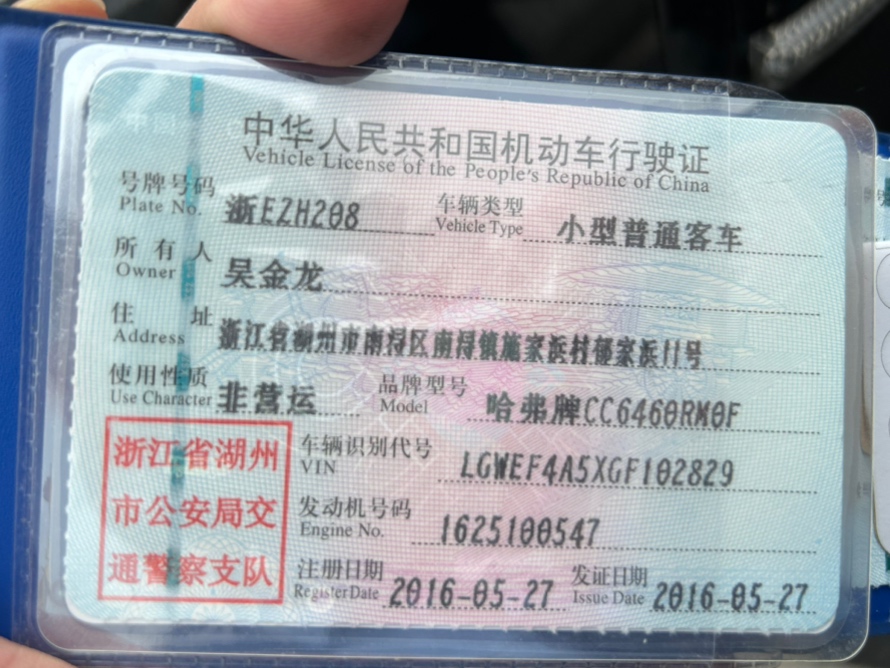 中华人民共和国机动车行驶证
Vehicle License of the People's Republic of China
号牌号码 浙EZH208 车辆类型 小型普通客车
Plate No. Vehicle Type
所有人 吴金龙
Owner
住址 浙江省湖州市南浔区南浔镇施家浜村郁家浜11号
Address
使用性质 非营运 品牌型号 哈弗牌CC6460RM0F
Use Character Model
浙江省湖州
市公安局交
通警察支队
车辆识别代号 LGWEF4A5XGF102829
VIN
发动机号码 1625100547
Engine No.
注册日期 2016-05-27 发证日期 2016-05-27
Register Date Issue Date